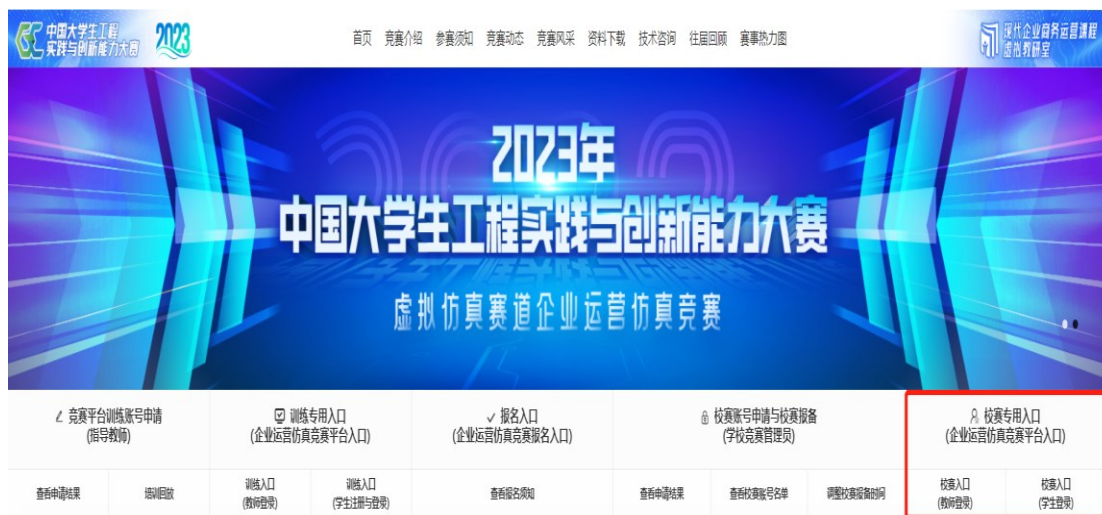 中国大学生工程
实践与创新能力大赛
2023
首页 竞赛介绍 参赛须知 竞赛动态 竞赛风采 资料下载 技术咨询 往届回顾 赛事热力图
现代企业商务运营课程
虚拟教研室
2023年
中国大学生工程实践与创新能力大赛
虚拟仿真赛道企业运营仿真竞赛
竞赛平台训练账号申请
(指导教师)
训练专用入口
(企业运营仿真竞赛平台入口)
报名入口
(企业运营仿真竞赛报名入口)
校赛账号申请与校赛报备
(学校竞赛管理员)
校赛专用入口
(企业运营仿真竞赛平台入口)
查看申请结果
培训回放
训练入口
(教师登录)
训练入口
(学生注册与登录)
查看报名须知
查看申请结果
查看校赛账号名单
调整校赛报备时间
校赛入口
(教师登录)
校赛入口
(学生登录)